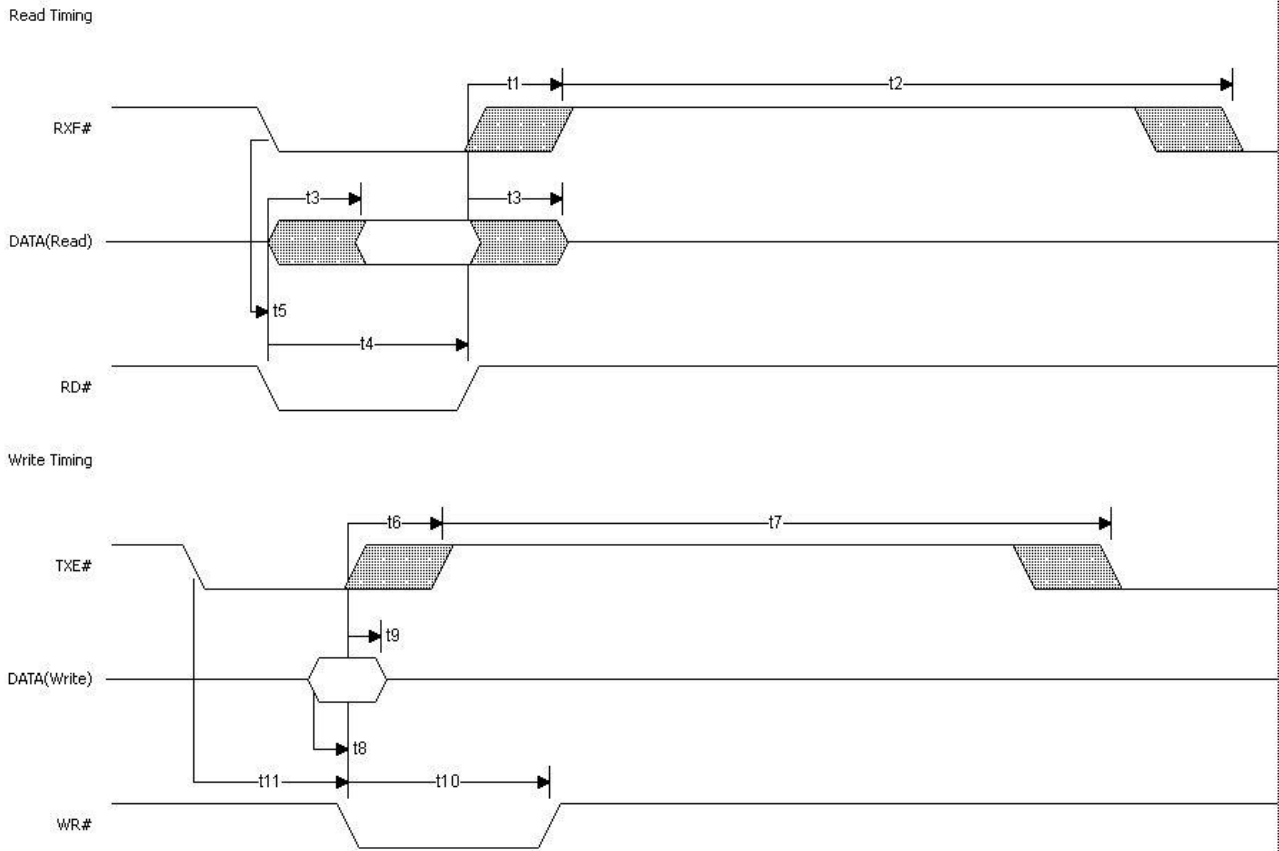 Read Timing
t1
t2
RXF#
t3
t3
DATA(Read)
t5
t4
RD#
Write Timing
t6
t7
TXE#
t9
DATA(Write)
t8
t11
t10
WR#